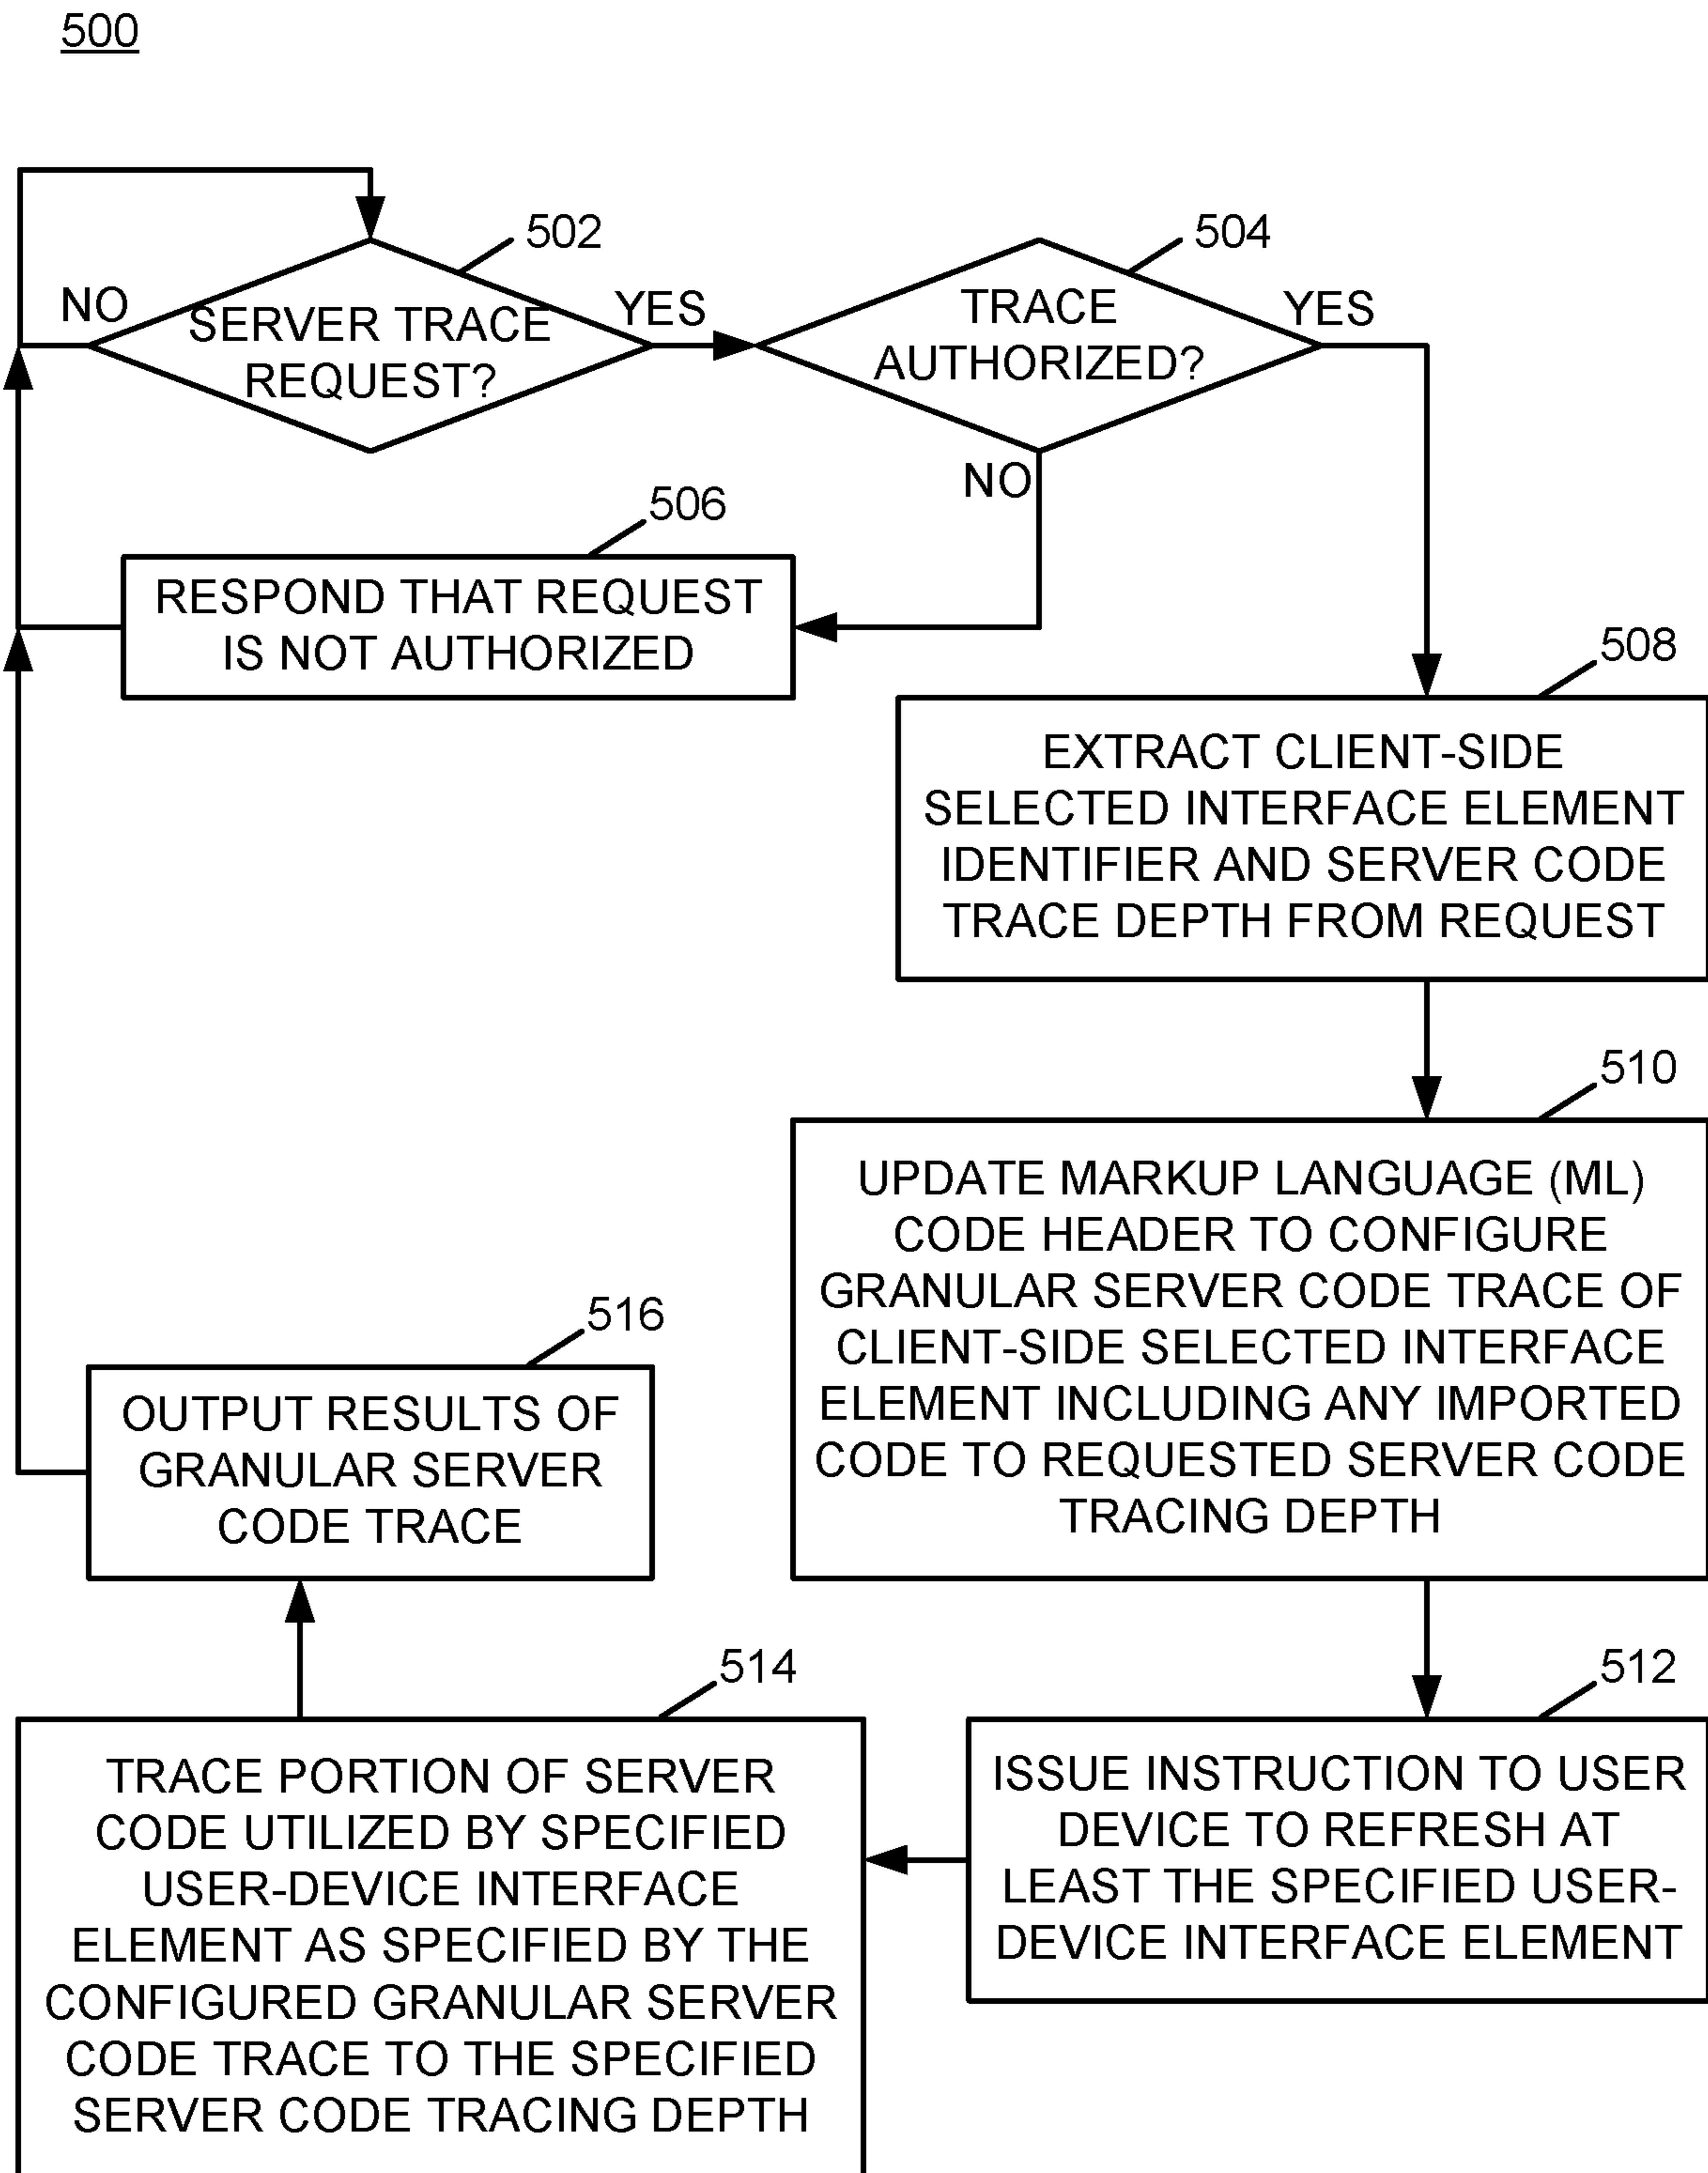 500
502
NO
SERVER TRACE
REQUEST?
YES
504
TRACE
AUTHORIZED?
YES
NO
506
RESPOND THAT REQUEST
IS NOT AUTHORIZED
508
EXTRACT CLIENT-SIDE
SELECTED INTERFACE ELEMENT
IDENTIFIER AND SERVER CODE
TRACE DEPTH FROM REQUEST
510
UPDATE MARKUP LANGUAGE (ML)
CODE HEADER TO CONFIGURE
GRANULAR SERVER CODE TRACE OF
CLIENT-SIDE SELECTED INTERFACE
ELEMENT INCLUDING ANY IMPORTED
CODE TO REQUESTED SERVER CODE
TRACING DEPTH
512
ISSUE INSTRUCTION TO USER
DEVICE TO REFRESH AT
LEAST THE SPECIFIED USER-
DEVICE INTERFACE ELEMENT
514
TRACE PORTION OF SERVER
CODE UTILIZED BY SPECIFIED
USER-DEVICE INTERFACE
ELEMENT AS SPECIFIED BY THE
CONFIGURED GRANULAR SERVER
CODE TRACE TO THE SPECIFIED
SERVER CODE TRACING DEPTH
516
OUTPUT RESULTS OF
GRANULAR SERVER
CODE TRACE